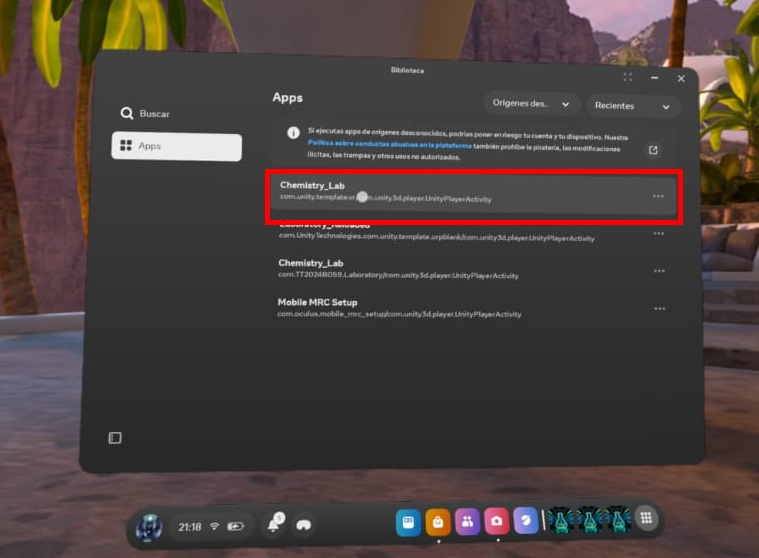 Biblioteca
Buscar
Apps
Apps
Orígenes des..
Recientes
Si ejecutas apps de orígenes desconocidos, podrías poner en riesgo tu cuenta y tu dispositivo. Nuestra
Política sobre conductas abusivas en la plataforma también prohíbe la piratería, las modificaciones
ilícitas, las trampas y otros usos no autorizados.
Chemistry_Lab
com.unity.template.vr/com.unity3d.player.UnityPlayerActivity
Laboratory_Reloaded
com.UnityTechnologies.com.unity.template.urpblank/com.unity3d.player.UnityPlayerActivity
Chemistry_Lab
com.TT2024B059.Laboratory/com.unity3d.player.UnityPlayerActivity
Mobile MRC Setup
com.oculus.mobile_mrc_setup/com.unity3d.player.UnityPlayerActivity
21:18